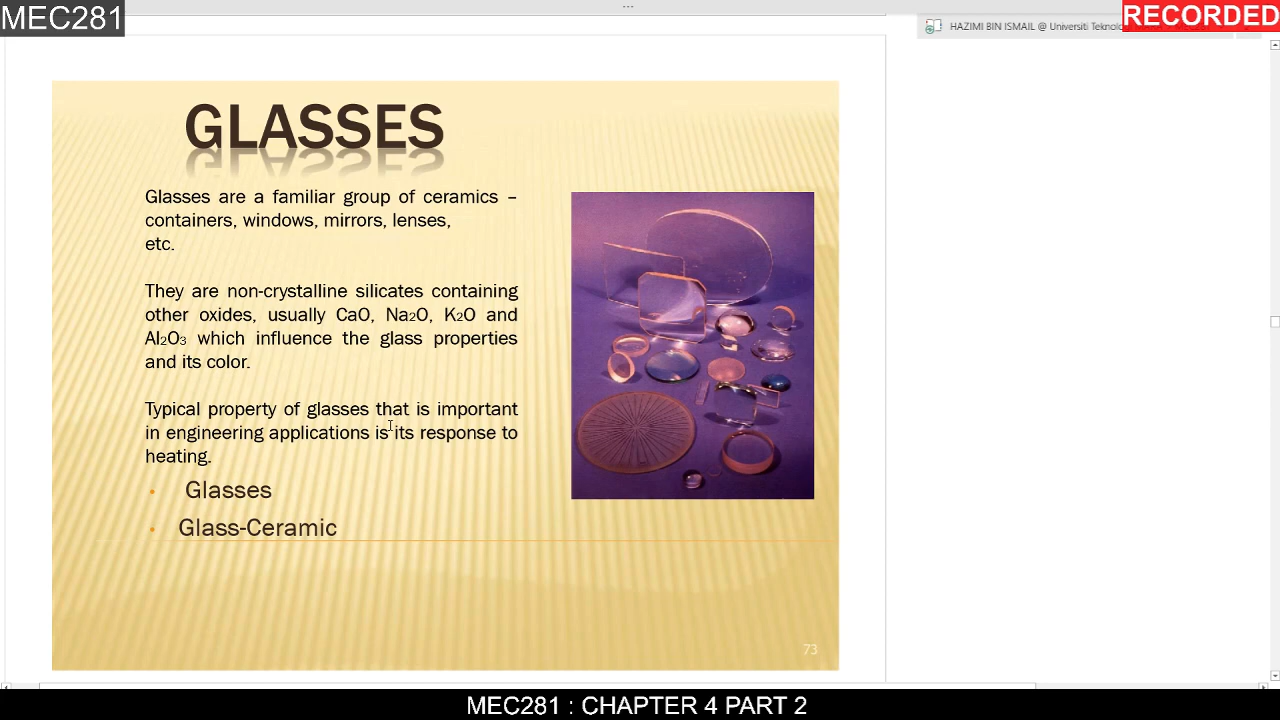 MEC281
RECORDED
HAZIMI BIN ISMAIL @ Universiti
GLASSES
Glasses are a familiar group of ceramics –
containers, windows, mirrors, lenses,
etc.
They are non-crystalline silicates containing
other oxides, usually CaO, Na2O, K2O and
Al2O3 which influence the glass properties
and its color.
Typical property of glasses that is important
in engineering applications is its response to
heating.
• Glasses
• Glass-Ceramic
73
MEC281 : CHAPTER 4 PART 2